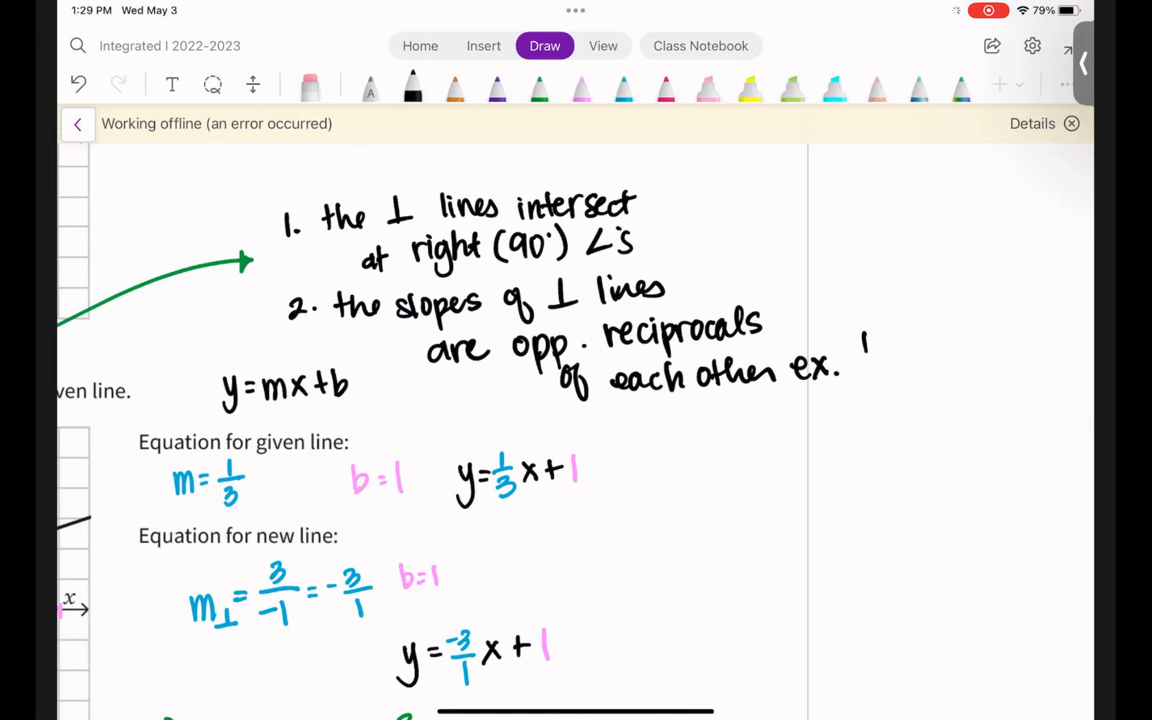 1:29 PM Wed May 3
79%
Integrated I 2022-2023
Home Insert Draw View Class Notebook
T
A
Working offline (an error occurred)
Details
1. the ⊥ lines intersect
at right (90°) ∠'s
2. the slopes of ⊥ lines
are opp. reciprocals
of each other ex. 1
ven line.
y=mx+b
Equation for given line:
m=1/3 b=1 y=1/3x+1
Equation for new line:
m⊥=3/-1=-3/1 b=1
x
y=-3/1x+1